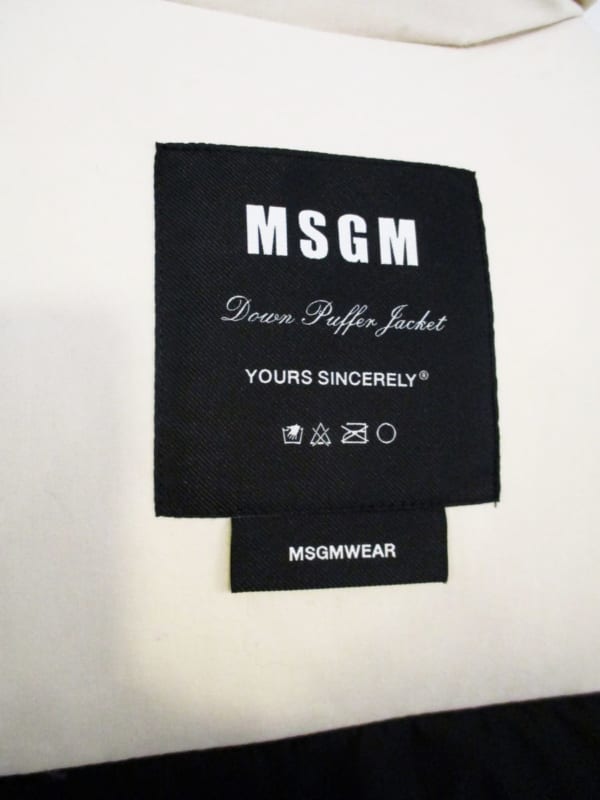 MSGM
Down Puffer Jacket
YOURS SINCERELY®
MSGMWEAR